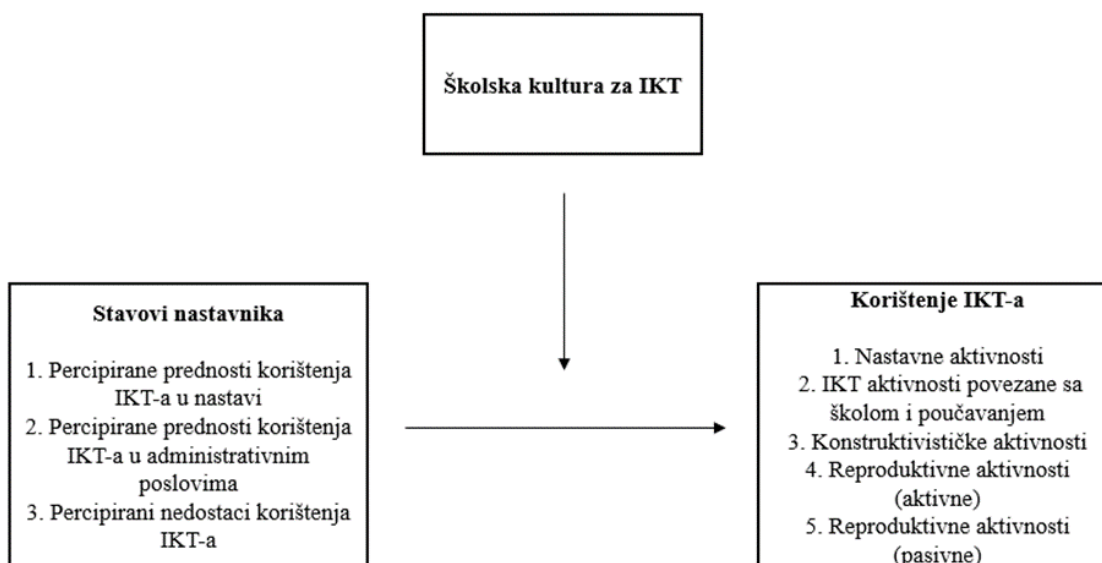 Školska kultura za IKT
Stavovi nastavnika
1. Percipirane prednosti korištenja
IKT-a u nastavi
2. Percipirane prednosti korištenja
IKT-a u administrativnim
poslovima
3. Percipirani nedostaci korištenja
IKT-a
Korištenje IKT-a
1. Nastavne aktivnosti
2. IKT aktivnosti povezane sa
školom i poučavanjem
3. Konstruktivističke aktivnosti
4. Reproduktivne aktivnosti
(aktivne)
5. Reproduktivne aktivnosti
(pasivne)